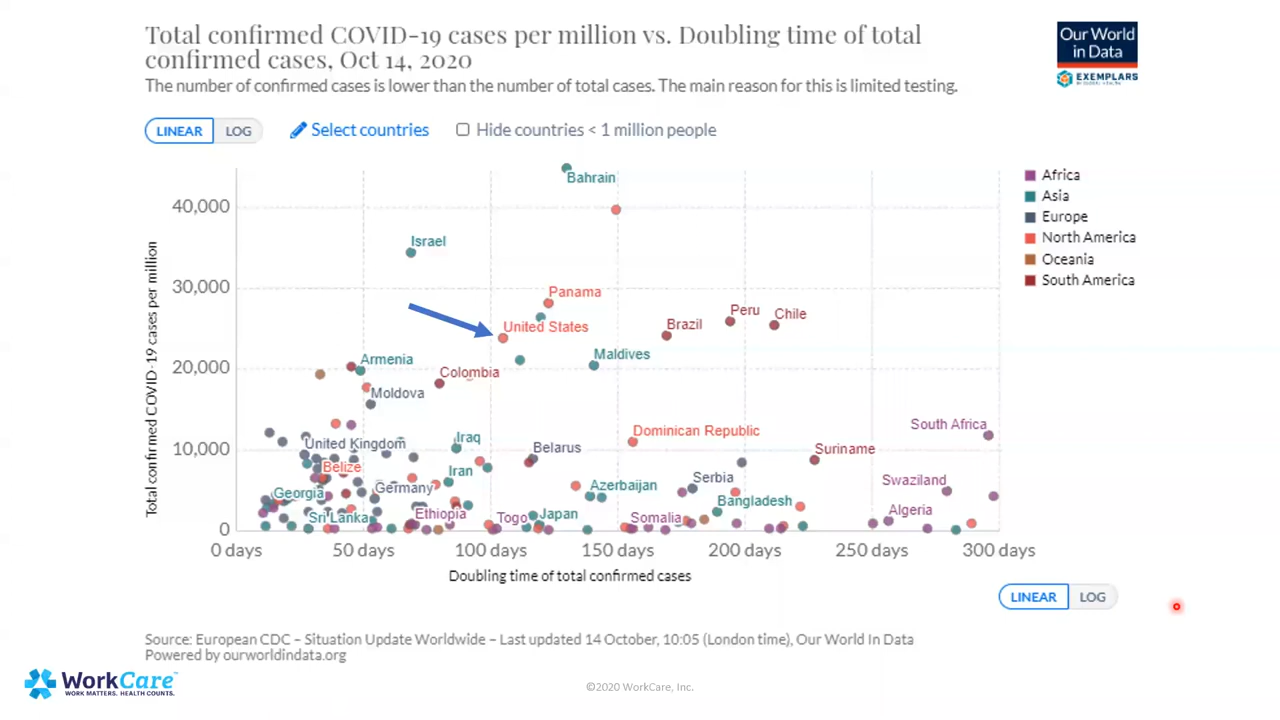 Total confirmed COVID-19 cases per million vs. Doubling time of total
confirmed cases, Oct 14, 2020
The number of confirmed cases is lower than the number of total cases. The main reason for this is limited testing.
Our World
in Data
EXEMPLARS
IN GLOBAL HEALTH
LINEAR
LOG
Select countries
Hide countries < 1 million people
Total confirmed COVID-19 cases per million
40,000
30,000
20,000
10,000
0
Bahrain
Israel
Panama
United States
Peru
Chile
Brazil
Maldives
Armenia
Colombia
Moldova
South Africa
Dominican Republic
United Kingdom
Iraq
Belarus
Suriname
Belize
Iran
Serbia
Swaziland
Georgia
Germany
Azerbaijan
Bangladesh
Sri Lanka
Ethiopia
Togo
Japan
Somalia
Algeria
0 days
50 days
100 days
150 days
200 days
250 days
300 days
Doubling time of total confirmed cases
Africa
Asia
Europe
North America
Oceania
South America
LINEAR
LOG
Source: European CDC – Situation Update Worldwide – Last updated 14 October, 10:05 (London time), Our World In Data
Powered by ourworldindata.org
WorkCare™
WORK MATTERS. HEALTH COUNTS.
©2020 WorkCare, Inc.